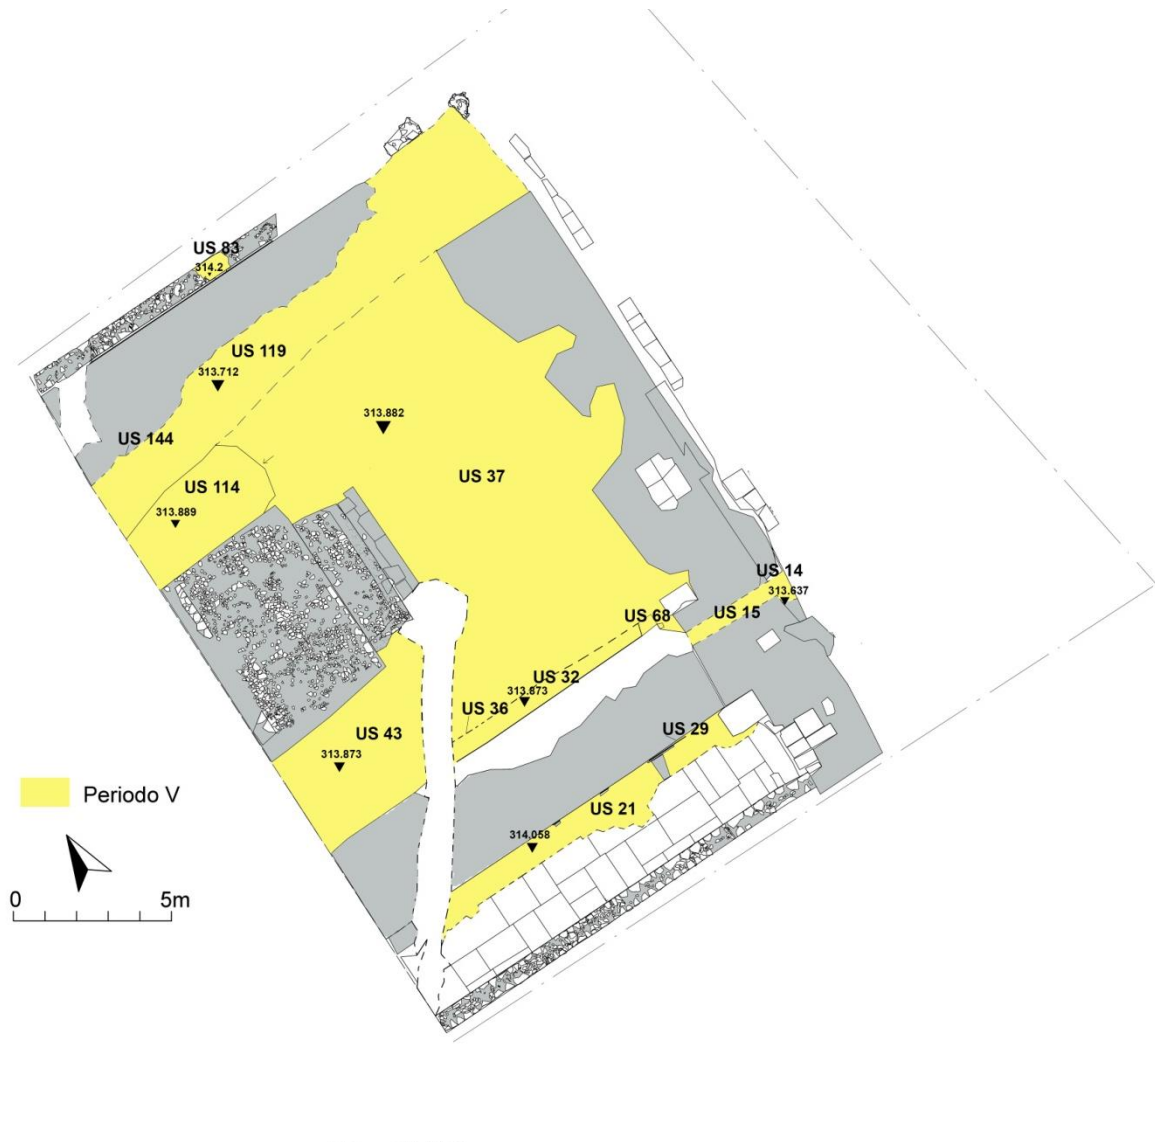 US 83
314.2
US 119
313.712
313.882
US 144
US 37
US 114
313.889
US 14
313.637
US 15
US 68
US 32
313.873
US 36
US 43
313.873
US 29
US 21
314,058
Periodo V
0 5m